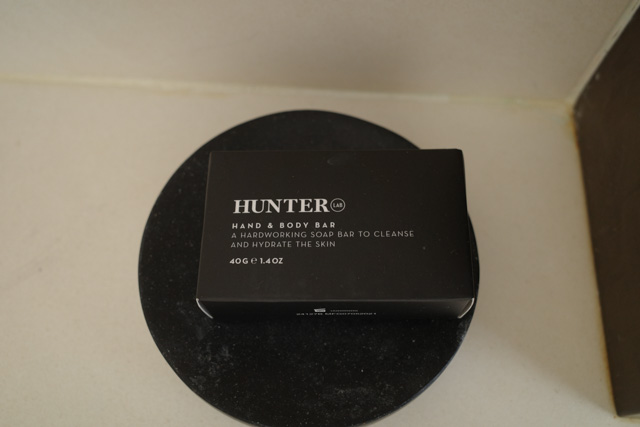 HUNTER LAB
HAND & BODY BAR
A HARDWORKING SOAP BAR TO CLEANSE
AND HYDRATE THE SKIN
40G ℮ 1.4OZ